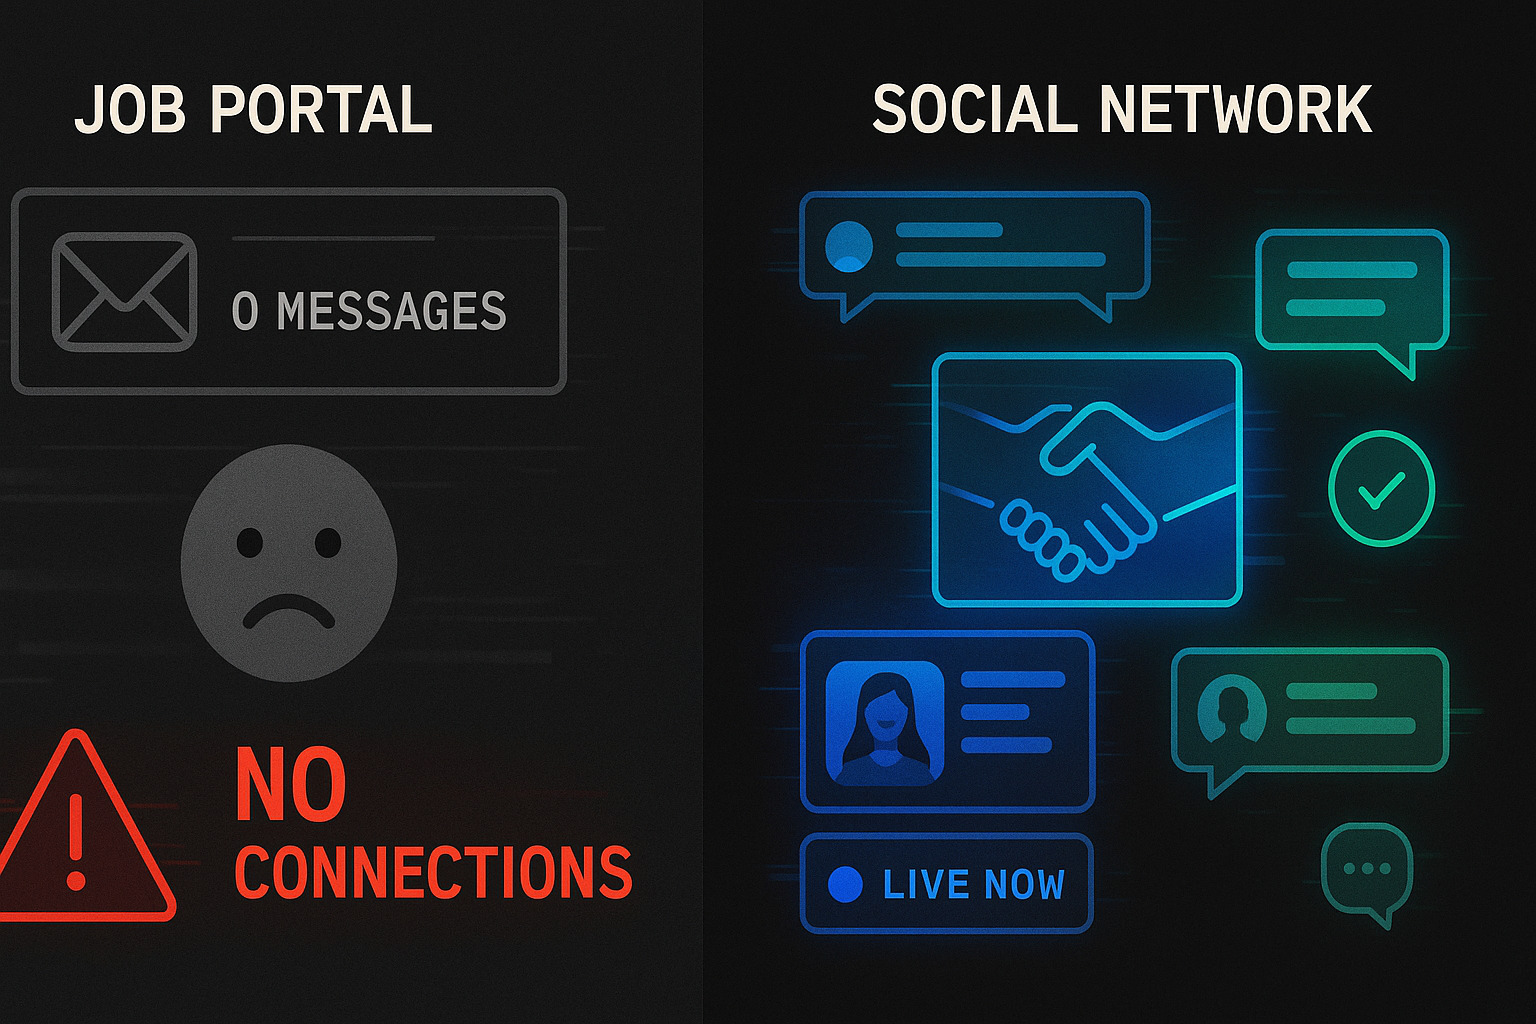 JOB PORTAL
0 MESSAGES
NO
CONNECTIONS
SOCIAL NETWORK
LIVE NOW